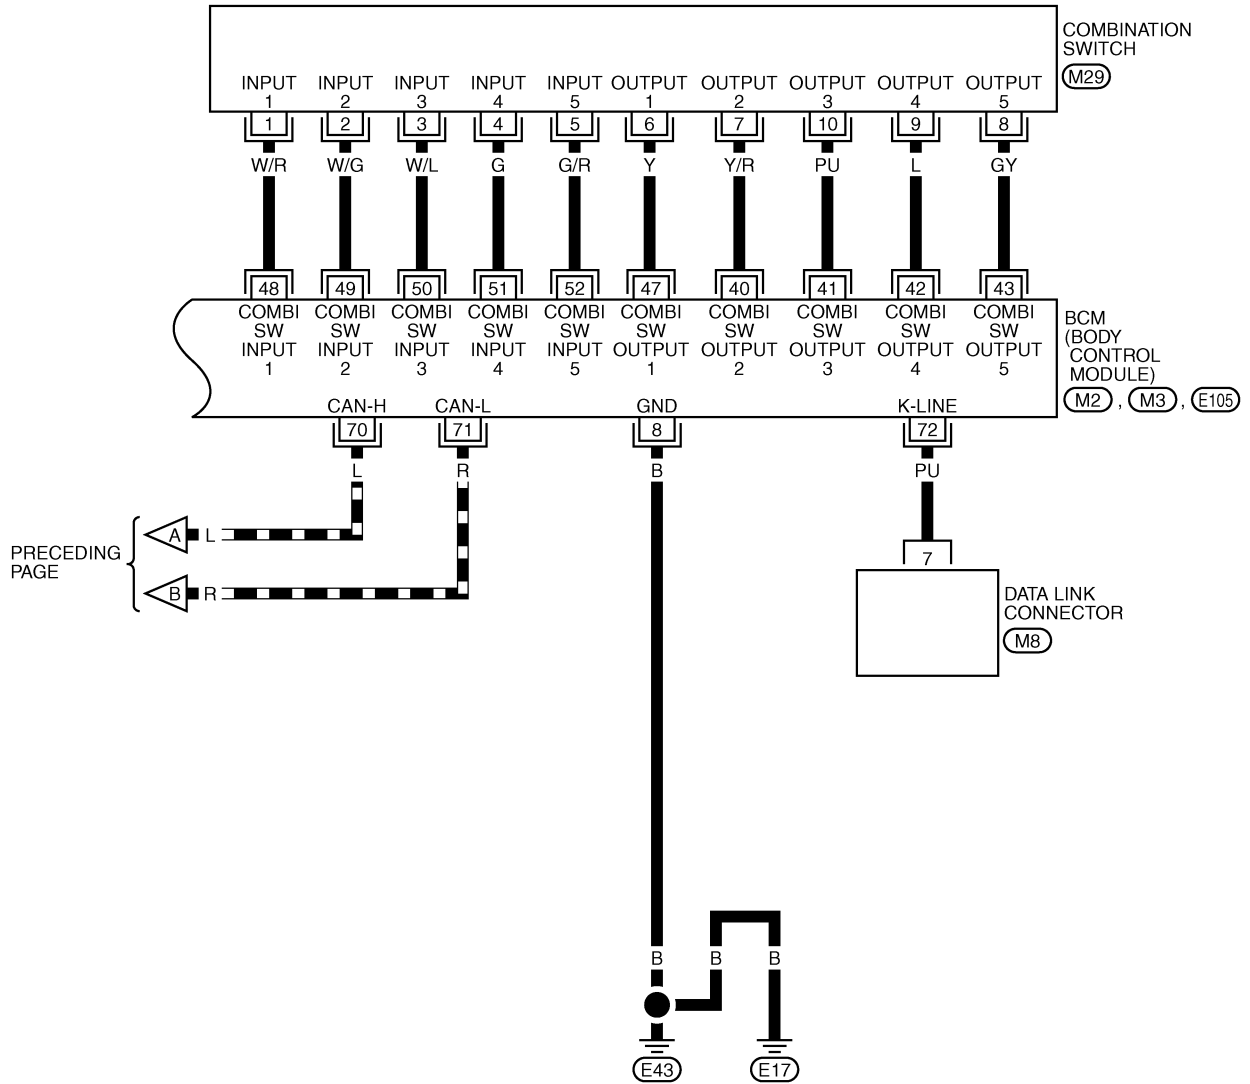 COMBINATION
SWITCH
M29
INPUT INPUT INPUT INPUT INPUT OUTPUT OUTPUT OUTPUT OUTPUT OUTPUT
1 2 3 4 5 1 2 3 4 5
1 2 3 4 5 6 7 10 9 8
W/R W/G W/L G G/R Y Y/R PU L GY
48 49 50 51 52 47 40 41 42 43
COMBI COMBI COMBI COMBI COMBI COMBI COMBI COMBI COMBI COMBI
SW SW SW SW SW SW SW SW SW SW
INPUT INPUT INPUT INPUT INPUT OUTPUT OUTPUT OUTPUT OUTPUT OUTPUT
1 2 3 4 5 1 2 3 4 5
BCM
(BODY
CONTROL
MODULE)
M2 , M3 , E105
CAN-H CAN-L GND K-LINE
70 71 8 72
L R B PU
A L
B R
PRECEDING
PAGE
7
DATA LINK
CONNECTOR
M8
B B B
E43 E17